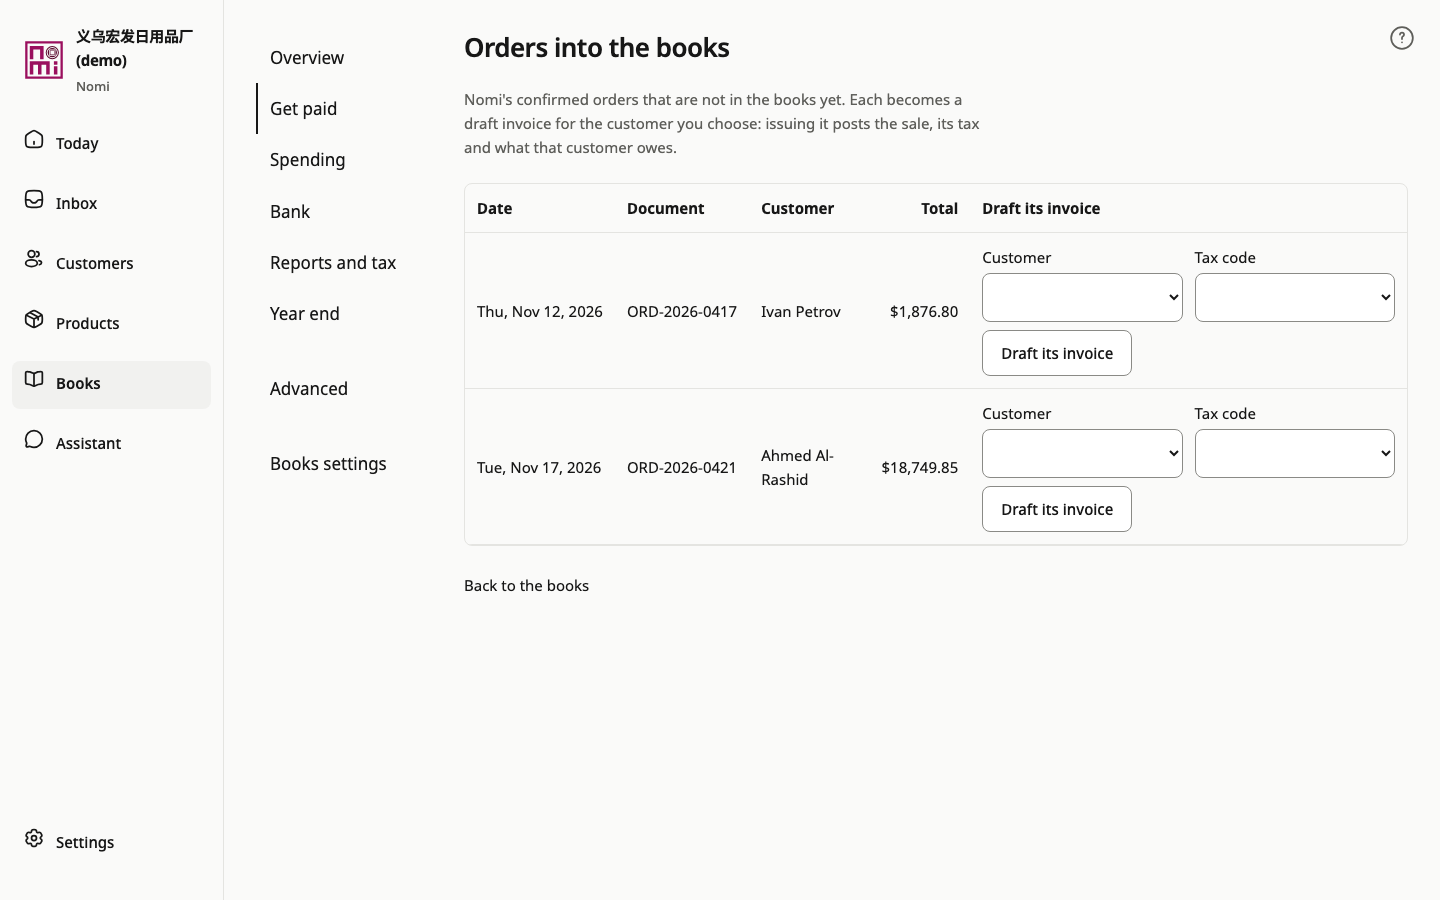 义乌宏发日用品厂
(demo)
Nomi
Today
Inbox
Customers
Products
Books
Assistant
Settings
Overview
Get paid
Spending
Bank
Reports and tax
Year end
Advanced
Books settings
Orders into the books
Nomi's confirmed orders that are not in the books yet. Each becomes a
draft invoice for the customer you choose: issuing it posts the sale, its tax
and what that customer owes.
Date Document Customer Total Draft its invoice
Customer Tax code
Thu, Nov 12, 2026 ORD-2026-0417 Ivan Petrov $1,876.80
Draft its invoice
Customer Tax code
Tue, Nov 17, 2026 ORD-2026-0421 Ahmed Al-
Rashid $18,749.85
Draft its invoice
Back to the books